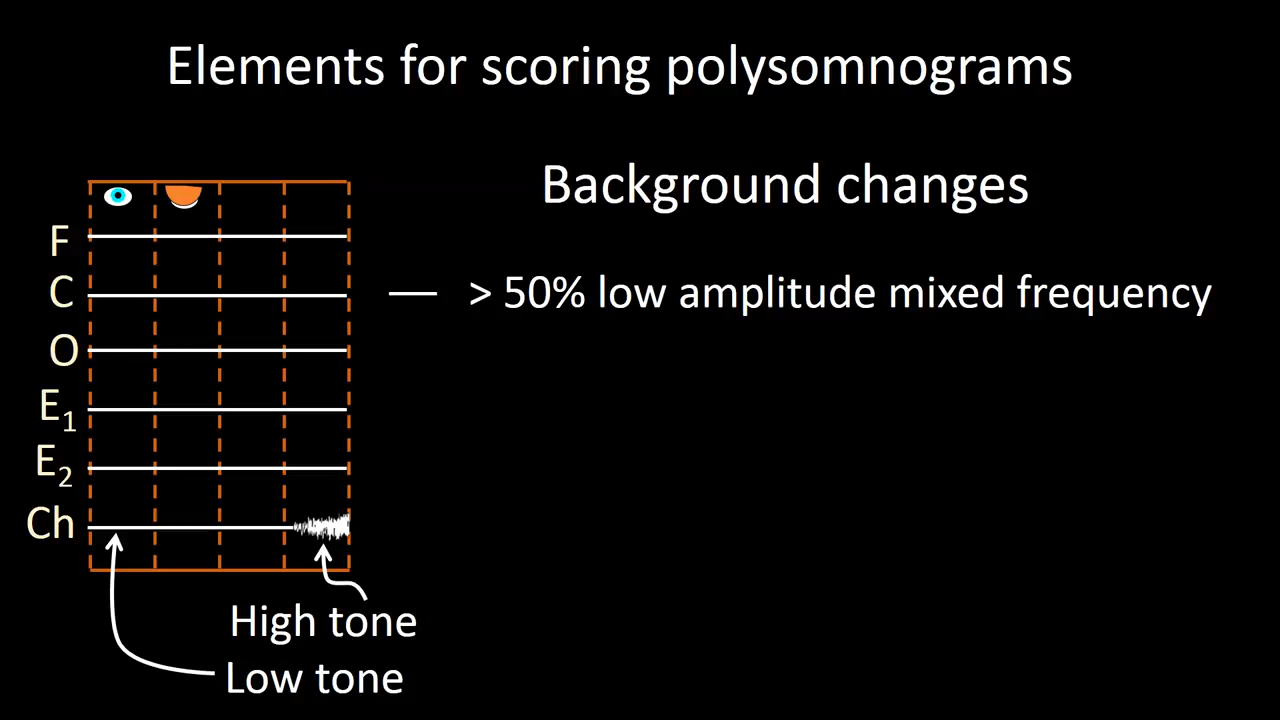 Elements for scoring polysomnograms
Background changes
F
C
— > 50% low amplitude mixed frequency
O
E₁
E₂
Ch
High tone
Low tone